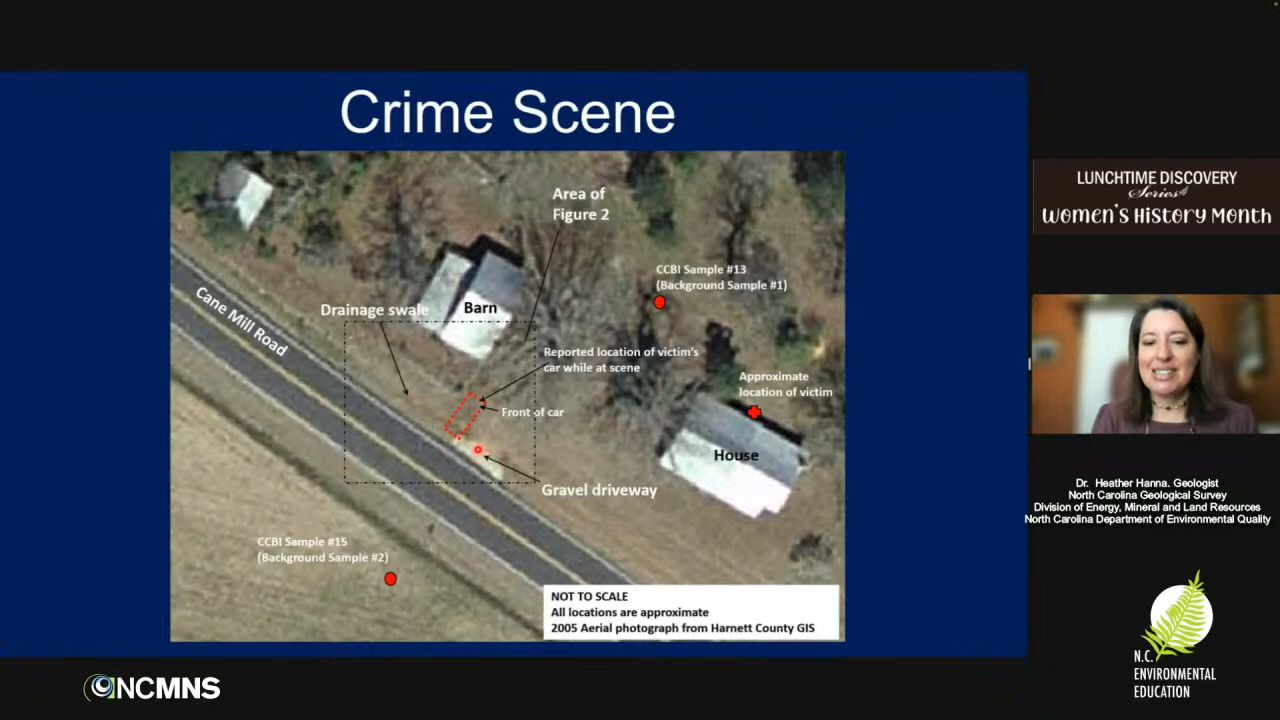 Crime Scene
Area of
Figure 2
CCBI Sample #13
(Background Sample #1)
Cane Mill Road
Drainage swale
Barn
Reported location of victim's
car while at scene
Approximate
location of victim
Front of car
House
Gravel driveway
CCBI Sample #15
(Background Sample #2)
NOT TO SCALE
All locations are approximate
2005 Aerial photograph from Harnett County GIS
LUNCHTIME DISCOVERY
Series
Women's History Month
Dr. Heather Hanna. Geologist
North Carolina Geological Survey
Division of Energy, Mineral and Land Resources
North Carolina Department of Environmental Quality
NCMNS
N.C.
ENVIRONMENTAL
EDUCATION